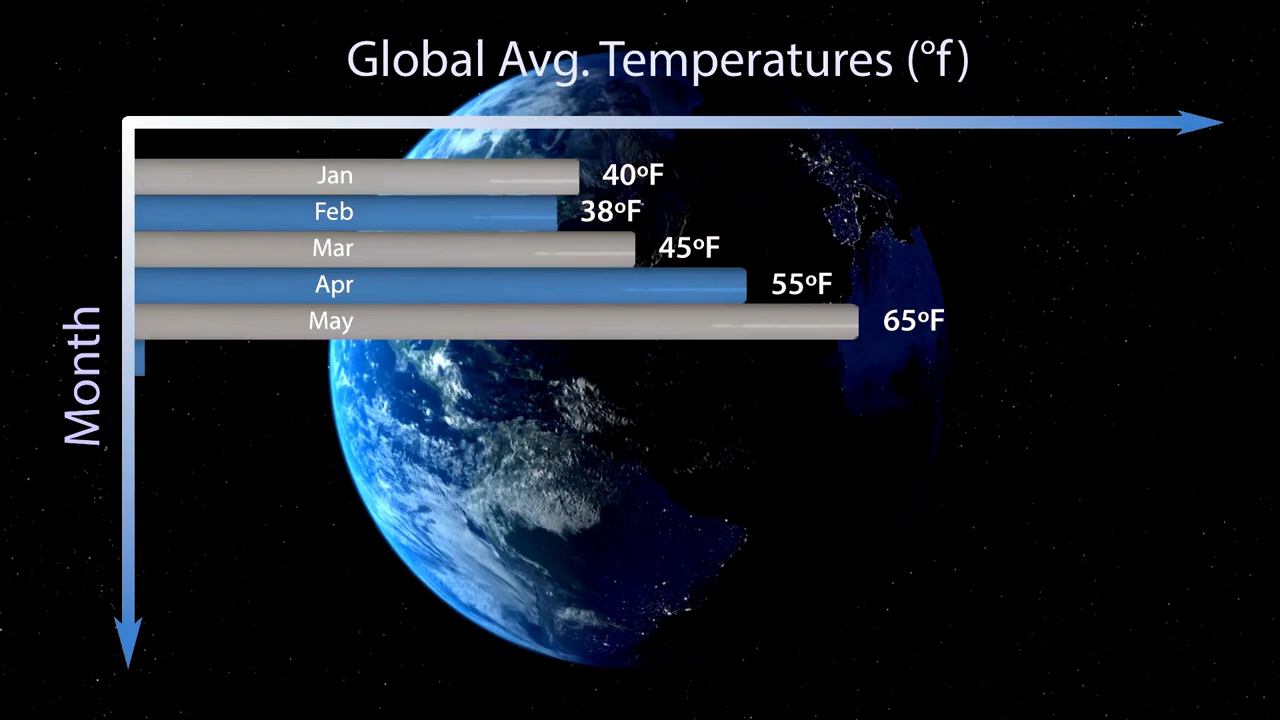 Global Avg. Temperatures (°f)
Jan 40ºF
Feb 38ºF
Mar 45ºF
Apr 55ºF
May 65ºF
Month